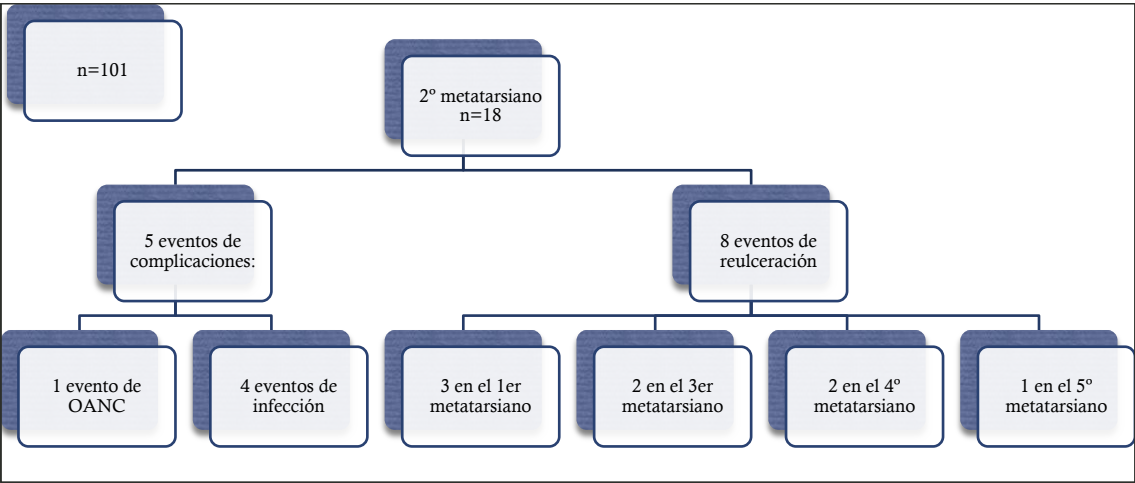 n=101
2º metatarsiano
n=18
5 eventos de
complicaciones:
8 eventos de
reulceración
1 evento de
OANC
4 eventos de
infección
3 en el 1er
metatarsiano
2 en el 3er
metatarsiano
2 en el 4º
metatarsiano
1 en el 5º
metatarsiano